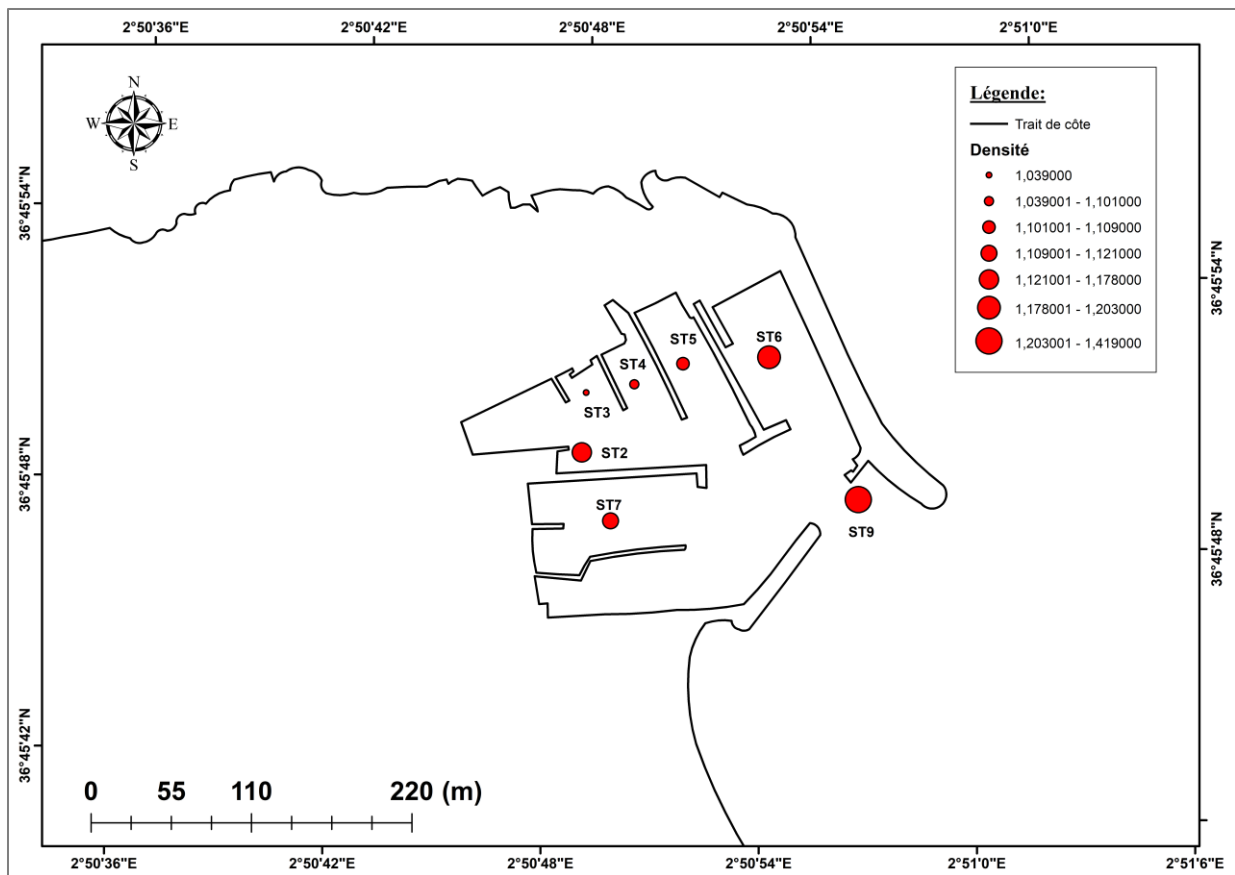 2°50'36"E 2°50'42"E 2°50'48"E 2°50'54"E 2°51'0"E
N
W E
S
Légende:
Trait de côte
Densité
1,039000
1,039001 - 1,101000
1,101001 - 1,109000
1,109001 - 1,121000
1,121001 - 1,178000
1,178001 - 1,203000
1,203001 - 1,419000
36°45'54"N
36°45'54"N
ST6
ST5
ST4
ST3
ST2
36°45'48"N
ST7
ST9
36°45'48"N
36°45'42"N
0 55 110 220 (m)
2°50'36"E 2°50'42"E 2°50'48"E 2°50'54"E 2°51'0"E 2°51'6"E